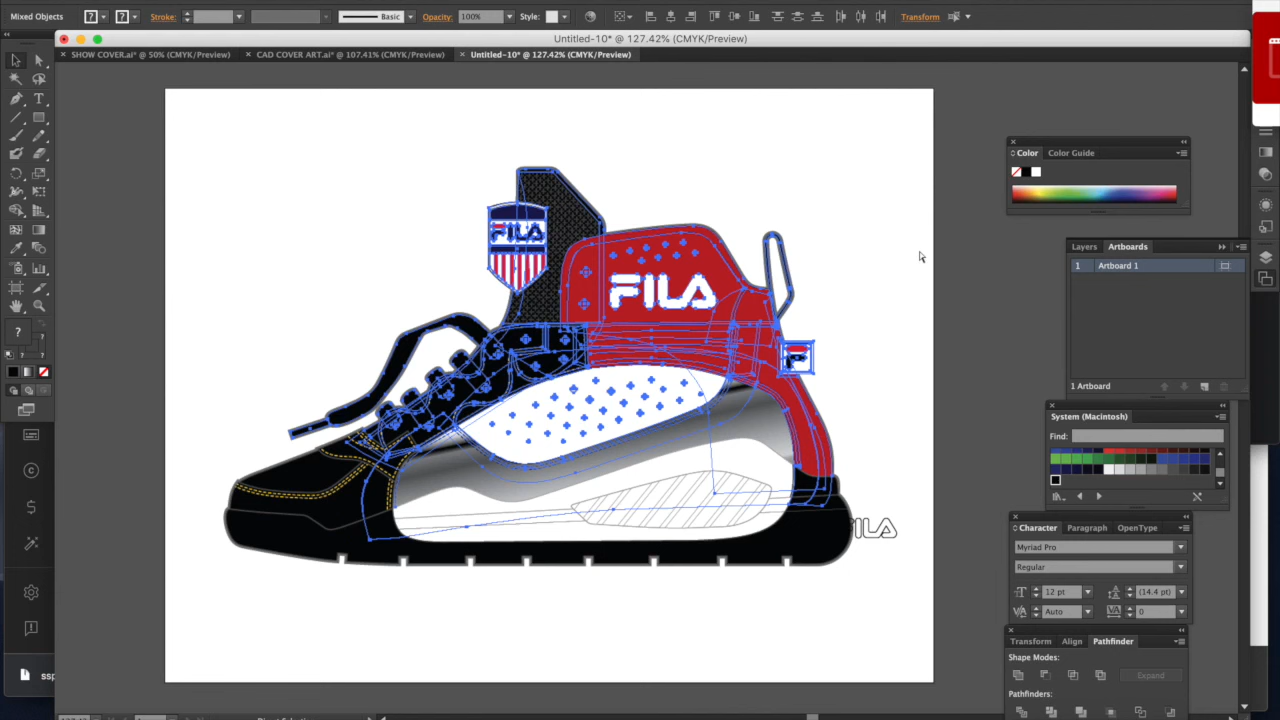 Mixed Objects
?
?
Stroke:
Basic
Opacity:
100%
Style:
Transform
Untitled-10* @ 127.42% (CMYK/Preview)
SHOW COVER.ai* @ 50% (CMYK/Preview)
CAD COVER ART.ai* @ 107.41% (CMYK/Preview)
Untitled-10* @ 127.42% (CMYK/Preview)
FILA
FILA
F
FILA
Color
Color Guide
Layers
Artboards
1
Artboard 1
1 Artboard
System (Macintosh)
Find:
Character
Paragraph
OpenType
Myriad Pro
Regular
12 pt
(14.4 pt)
Auto
0
Transform
Align
Pathfinder
Shape Modes:
Expand
Pathfinders:
?
ssp